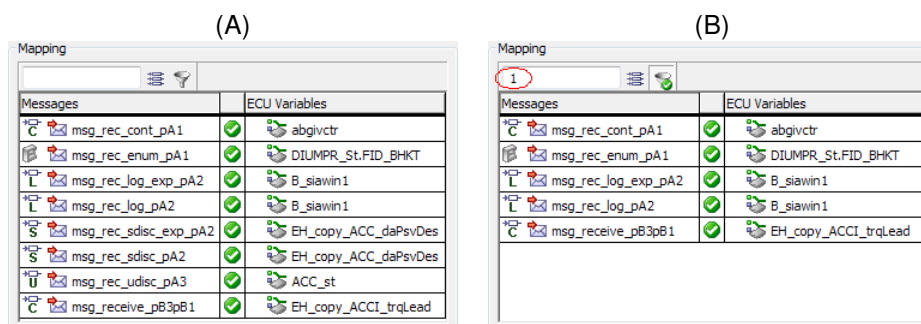 (A)
Mapping
Messages ECU Variables
C msg_rec_cont_pA1 abgivctr
msg_rec_enum_pA1 DIUMPR_St.FID_BHKT
L msg_rec_log_exp_pA2 B_siawin1
L msg_rec_log_pA2 B_siawin1
S msg_rec_sdisc_exp_pA2 EH_copy_ACC_daPsvDes
S msg_rec_sdisc_pA2 EH_copy_ACC_daPsvDes
U msg_rec_udisc_pA3 ACC_st
C msg_receive_pB3pB1 EH_copy_ACCI_trqLead
(B)
Mapping
1
Messages ECU Variables
C msg_rec_cont_pA1 abgivctr
msg_rec_enum_pA1 DIUMPR_St.FID_BHKT
L msg_rec_log_exp_pA2 B_siawin1
L msg_rec_log_pA2 B_siawin1
C msg_receive_pB3pB1 EH_copy_ACCI_trqLead